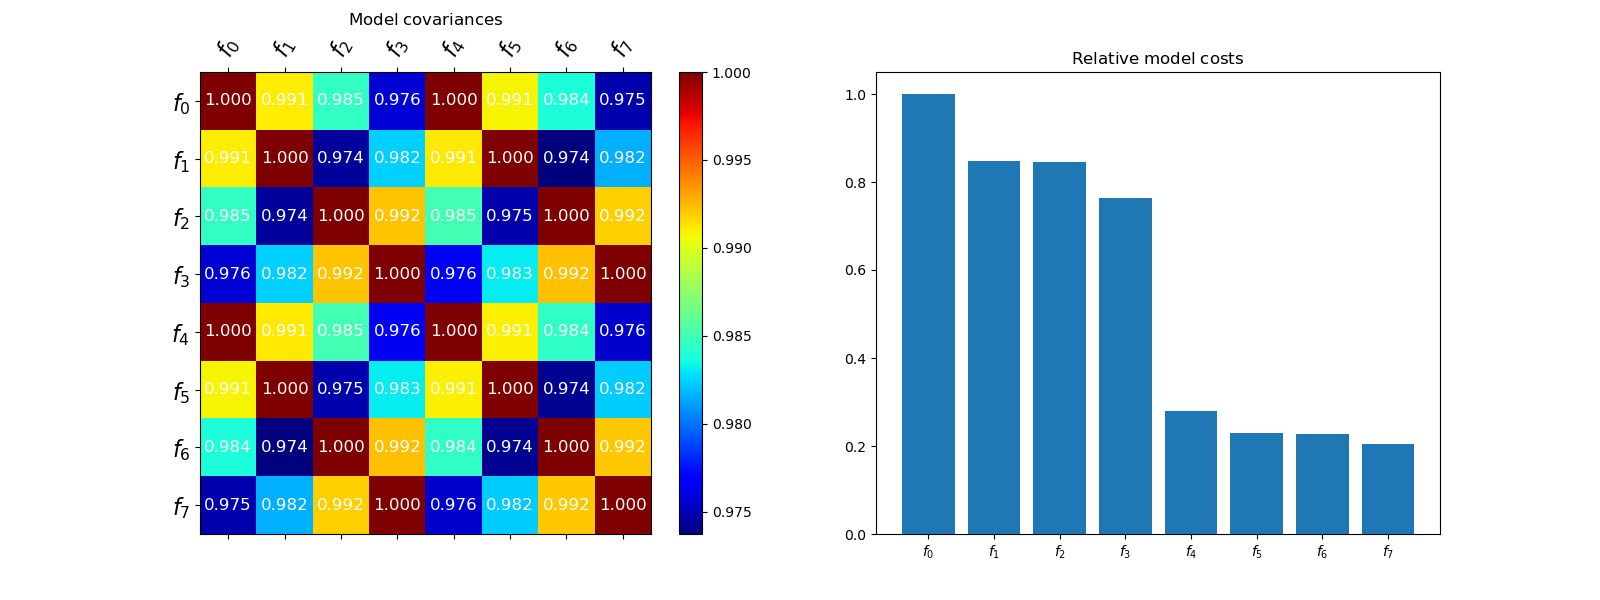 Model covariances
f0 f1 f2 f3 f4 f5 f6 f7
f0 1.000 0.991 0.985 0.976 1.000 0.991 0.984 0.975
f1 0.991 1.000 0.974 0.982 0.991 1.000 0.974 0.982
f2 0.985 0.974 1.000 0.992 0.985 0.975 1.000 0.992
f3 0.976 0.982 0.992 1.000 0.976 0.983 0.992 1.000
f4 1.000 0.991 0.985 0.976 1.000 0.991 0.984 0.976
f5 0.991 1.000 0.975 0.983 0.991 1.000 0.974 0.982
f6 0.984 0.974 1.000 0.992 0.984 0.974 1.000 0.992
f7 0.975 0.982 0.992 1.000 0.976 0.982 0.992 1.000
1.000
0.995
0.990
0.985
0.980
0.975
Relative model costs
1.0
0.8
0.6
0.4
0.2
0.0
f0 f1 f2 f3 f4 f5 f6 f7